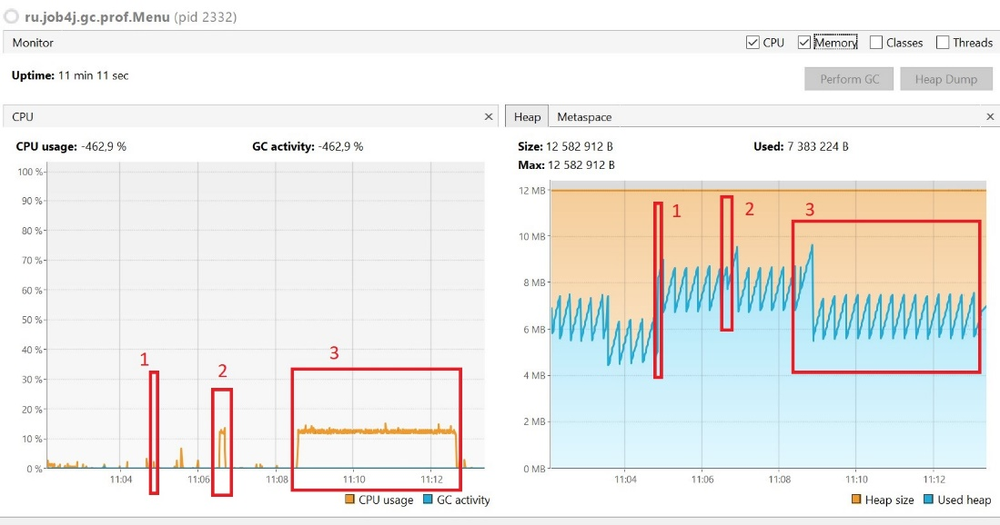 ru.job4j.gc.prof.Menu (pid 2332)
Monitor
CPU Memory Classes Threads
Uptime: 11 min 11 sec
Perform GC Heap Dump
CPU ×
Heap Metaspace ×
CPU usage: -462,9 % GC activity: -462,9 %
Size: 12 582 912 B Used: 7 383 224 B
Max: 12 582 912 B
100 %
90 %
80 %
70 %
60 %
50 %
40 %
30 %
20 %
10 %
0 %
1
2
3
11:04 11:06 11:08 11:10 11:12
CPU usage GC activity
12 MB
10 MB
8 MB
6 MB
4 MB
2 MB
0 MB
1
2
3
11:04 11:06 11:08 11:10 11:12
Heap size Used heap